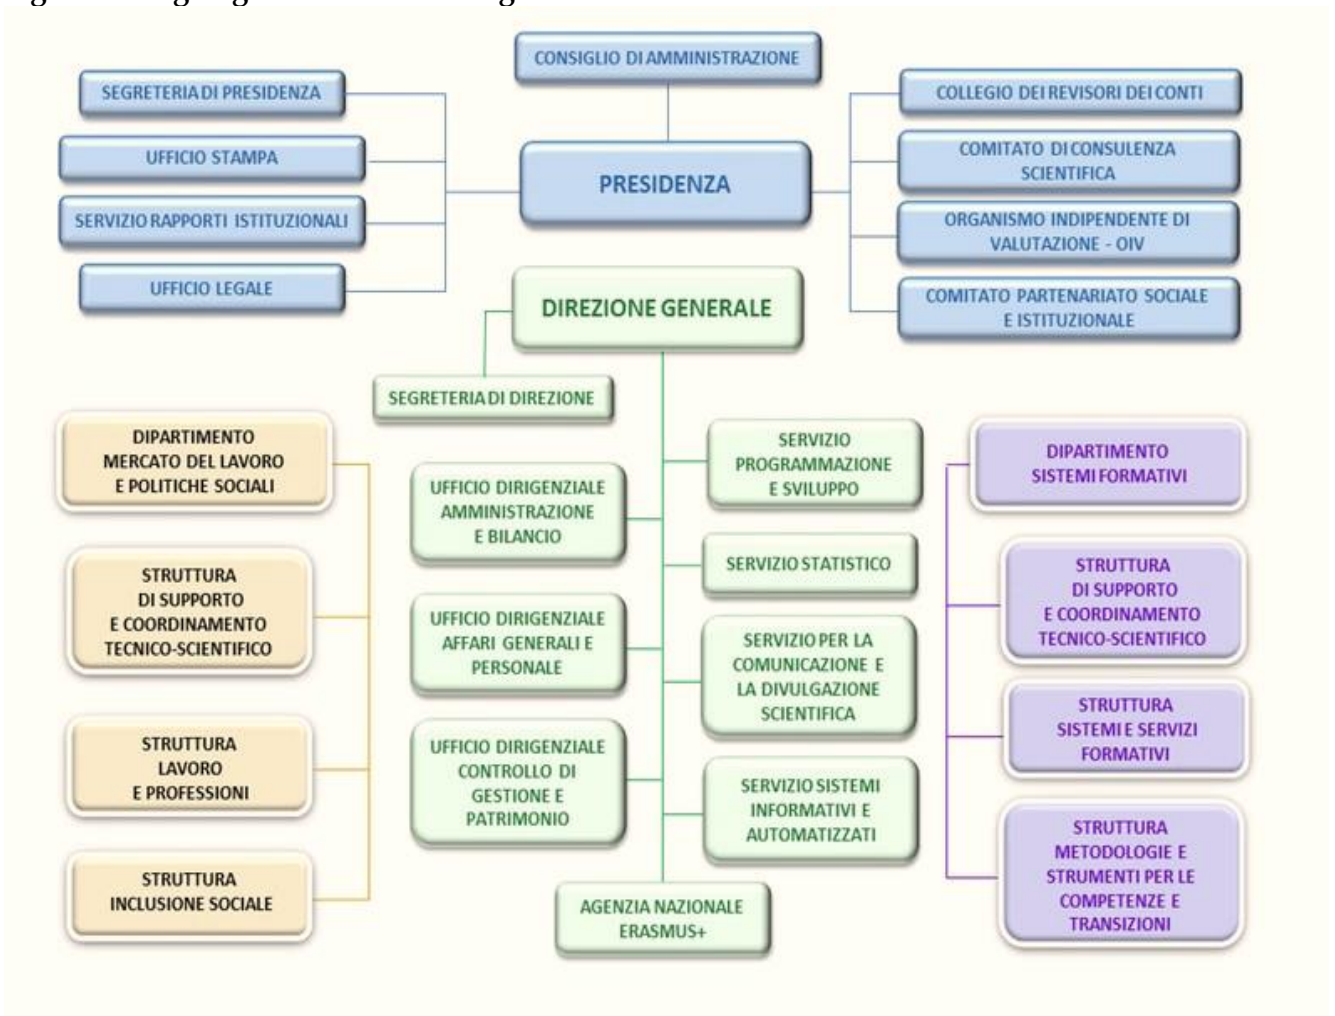 CONSIGLIO DI AMMINISTRAZIONE
SEGRETERIA DI PRESIDENZA
UFFICIO STAMPA
SERVIZIO RAPPORTI ISTITUZIONALI
UFFICIO LEGALE
PRESIDENZA
COLLEGIO DEI REVISORI DEI CONTI
COMITATO DI CONSULENZA
SCIENTIFICA
ORGANISMO INDIPENDENTE DI
VALUTAZIONE - OIV
COMITATO PARTENARIATO SOCIALE
E ISTITUZIONALE
DIREZIONE GENERALE
SEGRETERIA DI DIREZIONE
DIPARTIMENTO
MERCATO DEL LAVORO
E POLITICHE SOCIALI
STRUTTURA
DI SUPPORTO
E COORDINAMENTO
TECNICO-SCIENTIFICO
STRUTTURA
LAVORO
E PROFESSIONI
STRUTTURA
INCLUSIONE SOCIALE
UFFICIO DIRIGENZIALE
AMMINISTRAZIONE
E BILANCIO
UFFICIO DIRIGENZIALE
AFFARI GENERALI E
PERSONALE
UFFICIO DIRIGENZIALE
CONTROLLO DI
GESTIONE E
PATRIMONIO
SERVIZIO
PROGRAMMAZIONE
E SVILUPPO
SERVIZIO STATISTICO
SERVIZIO PER LA
COMUNICAZIONE E
LA DIVULGAZIONE
SCIENTIFICA
SERVIZIO SISTEMI
INFORMATIVI E
AUTOMATIZZATI
AGENZIA NAZIONALE
ERASMUS+
DIPARTIMENTO
SISTEMI FORMATIVI
STRUTTURA
DI SUPPORTO
E COORDINAMENTO
TECNICO-SCIENTIFICO
STRUTTURA
SISTEMI E SERVIZI
FORMATIVI
STRUTTURA
METODOLOGIE E
STRUMENTI PER LE
COMPETENZE E
TRANSIZIONI